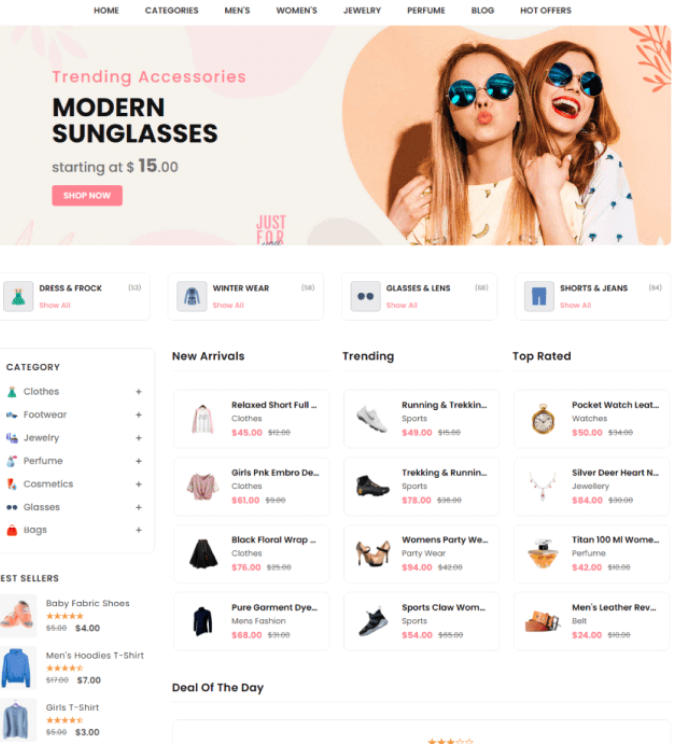 HOME CATEGORIES MEN'S WOMEN'S JEWELRY PERFUME BLOG HOT OFFERS
Trending Accessories
MODERN
SUNGLASSES
starting at $ 15.00
SHOP NOW
JUST
FOR
DRESS & FROCK (53)
Show All
WINTER WEAR (58)
Show All
GLASSES & LENS (68)
Show All
SHORTS & JEANS (84)
Show All
CATEGORY
Clothes +
Footwear +
Jewelry +
Perfume +
Cosmetics +
Glasses +
Bags +
EST SELLERS
Baby Fabric Shoes
$5.00 $4.00
Men's Hoodies T-Shirt
$17.00 $7.00
Girls T-Shirt
$5.00 $3.00
New Arrivals
Relaxed Short Full ...
Clothes
$45.00 $12.00
Girls Pnk Embro De...
Clothes
$61.00 $9.00
Black Floral Wrap ...
Clothes
$76.00 $25.00
Pure Garment Dye...
Mens Fashion
$68.00 $31.00
Trending
Running & Trekkin...
Sports
$49.00 $15.00
Trekking & Runnin...
Sports
$78.00 $36.00
Womens Party We...
Party Wear
$94.00 $42.00
Sports Claw Wom...
Sports
$54.00 $65.00
Top Rated
Pocket Watch Leat...
Watches
$50.00 $34.00
Silver Deer Heart N...
Jewellery
$84.00 $30.00
Titan 100 Ml Wome...
Perfume
$42.00 $10.00
Men's Leather Rev...
Belt
$24.00 $10.00
Deal Of The Day